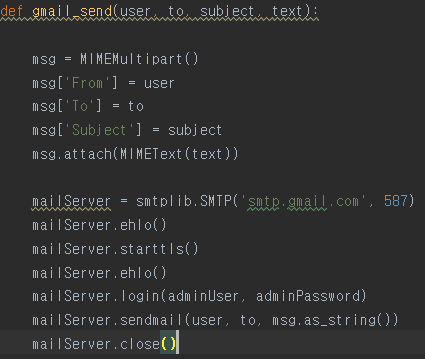 def gmail_send(user, to, subject, text):
msg = MIMEMultipart()
msg['From'] = user
msg['To'] = to
msg['Subject'] = subject
msg.attach(MIMEText(text))
mailServer = smtplib.SMTP('smtp.gmail.com', 587)
mailServer.ehlo()
mailServer.starttls()
mailServer.ehlo()
mailServer.login(adminUser, adminPassword)
mailServer.sendmail(user, to, msg.as_string())
mailServer.close()